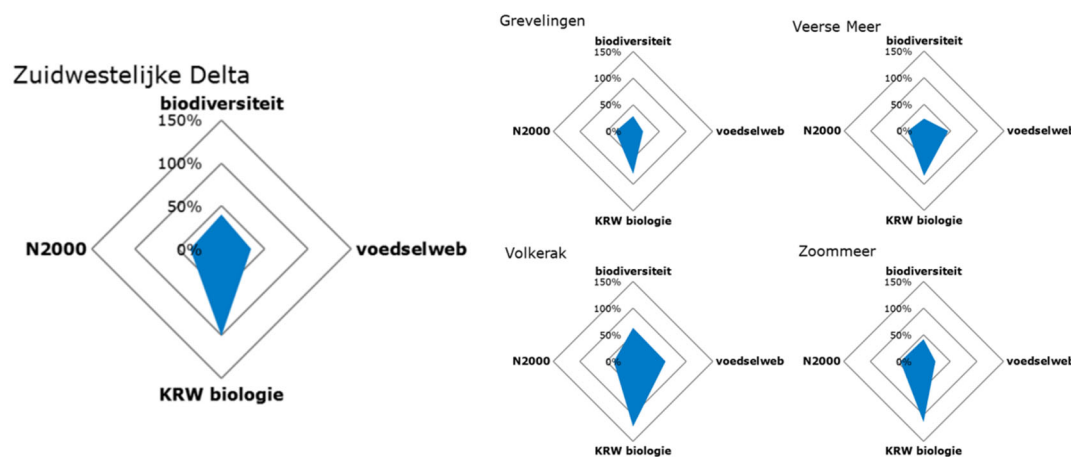 Zuidwestelijke Delta
biodiversiteit
150%
100%
50%
0%
N2000
voedselweb
KRW biologie
Grevelingen
biodiversiteit
150%
100%
50%
0%
N2000
voedselweb
KRW biologie
Veerse Meer
biodiversiteit
150%
100%
50%
0%
N2000
voedselweb
KRW biologie
Volkerak
biodiversiteit
150%
100%
50%
0%
N2000
voedselweb
KRW biologie
Zoommeer
biodiversiteit
150%
100%
50%
0%
N2000
voedselweb
KRW biologie